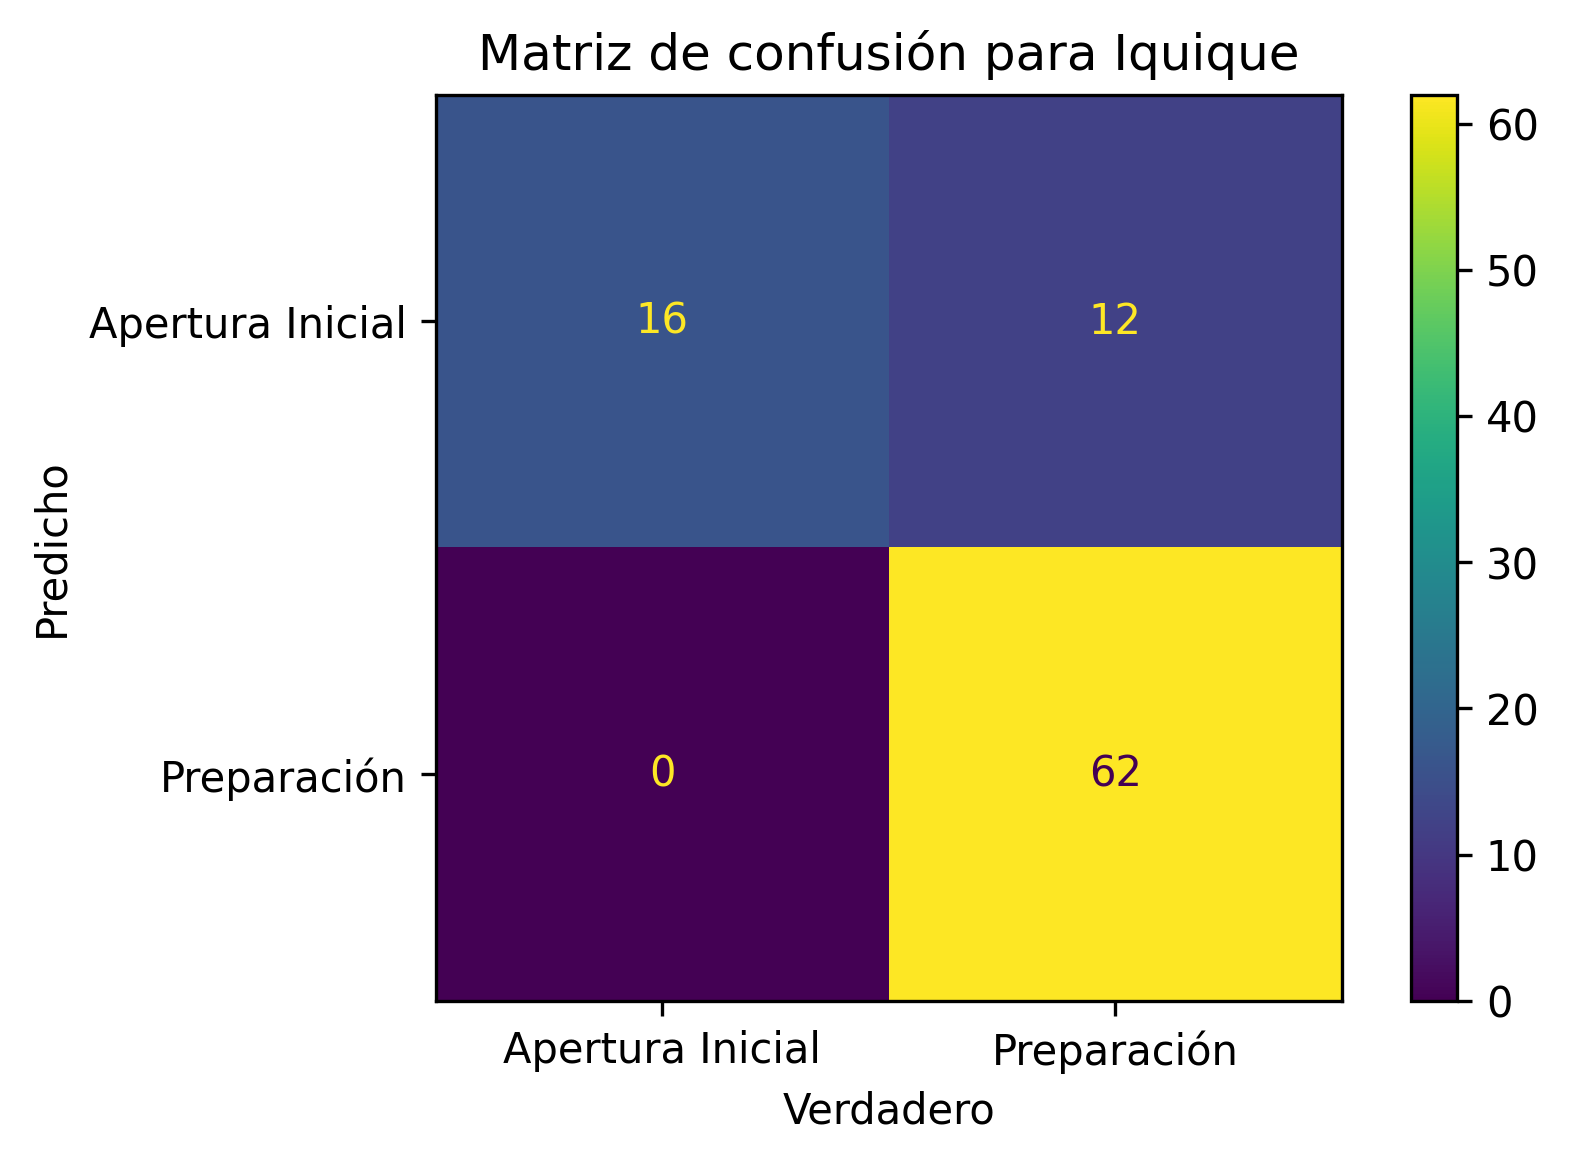 Matriz de confusión para Iquique
Predicho
Apertura Inicial
16
12
Preparación
0
62
Apertura Inicial
Preparación
Verdadero
60
50
40
30
20
10
0